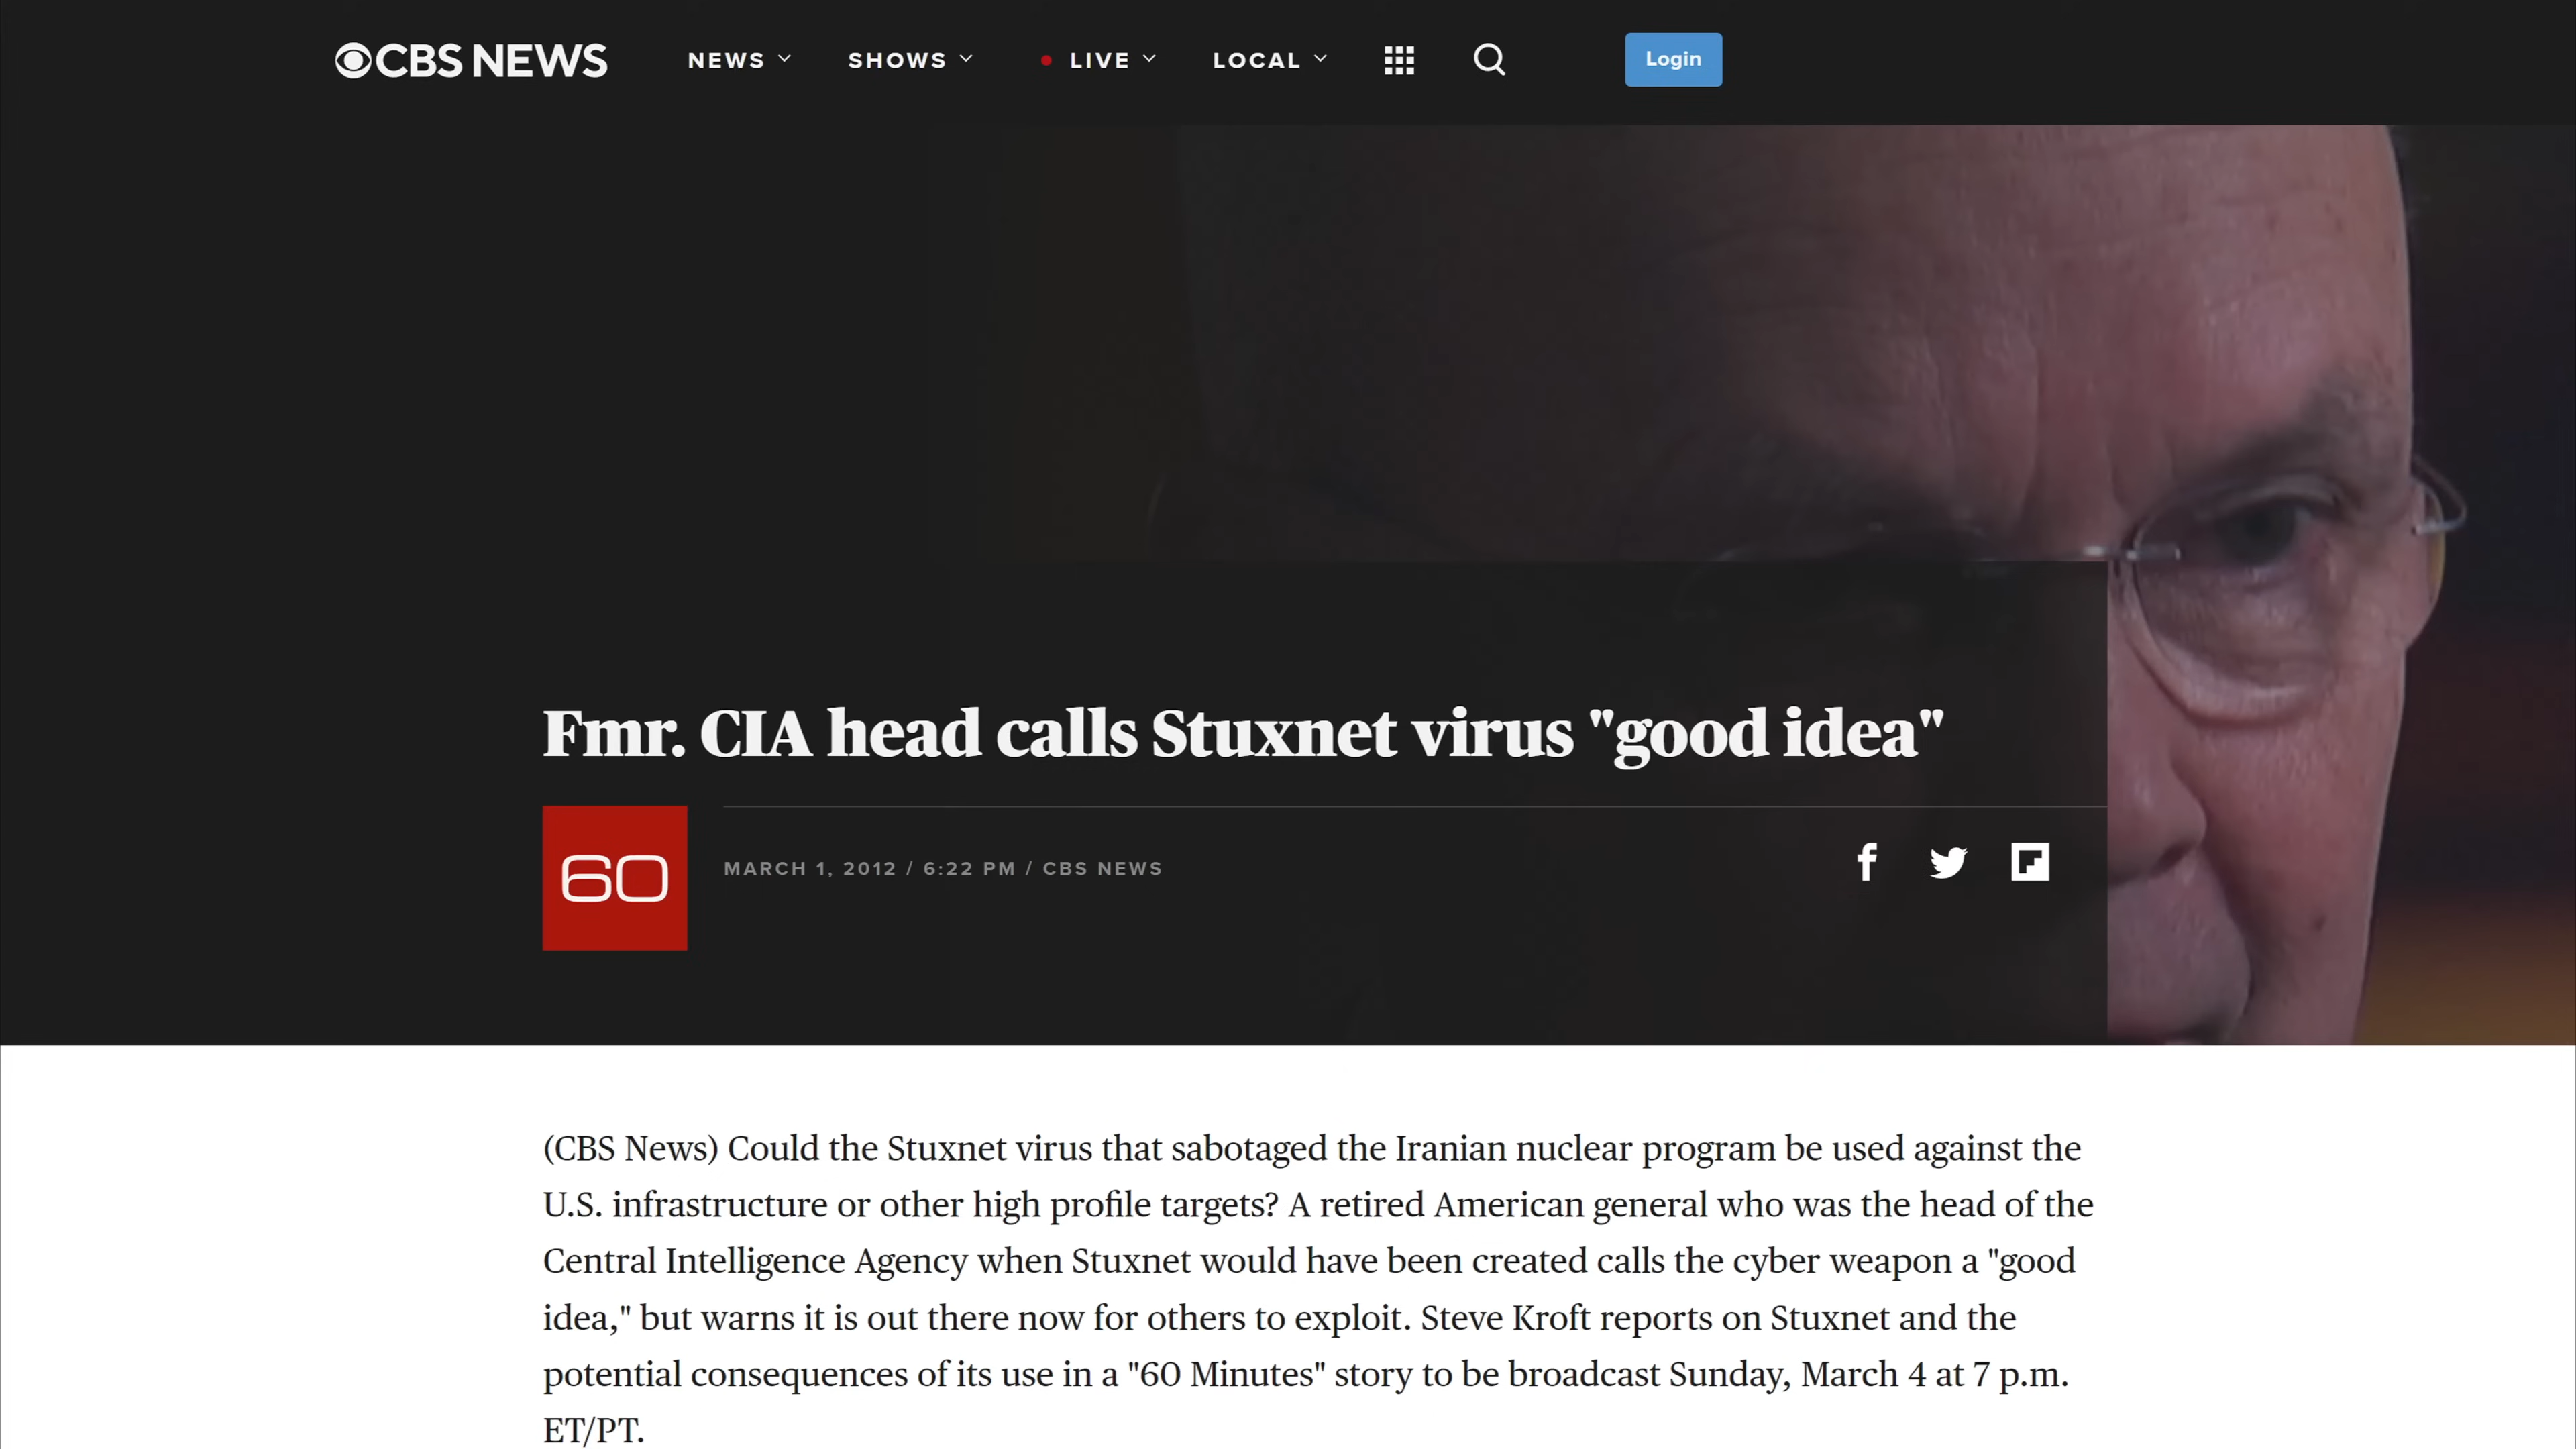 CBS NEWS
NEWS
SHOWS
LIVE
LOCAL
Login
Fmr. CIA head calls Stuxnet virus "good idea"
60
MARCH 1, 2012 / 6:22 PM / CBS NEWS
(CBS News) Could the Stuxnet virus that sabotaged the Iranian nuclear program be used against the
U.S. infrastructure or other high profile targets? A retired American general who was the head of the
Central Intelligence Agency when Stuxnet would have been created calls the cyber weapon a "good
idea," but warns it is out there now for others to exploit. Steve Kroft reports on Stuxnet and the
potential consequences of its use in a "60 Minutes" story to be broadcast Sunday, March 4 at 7 p.m.
ET/PT.